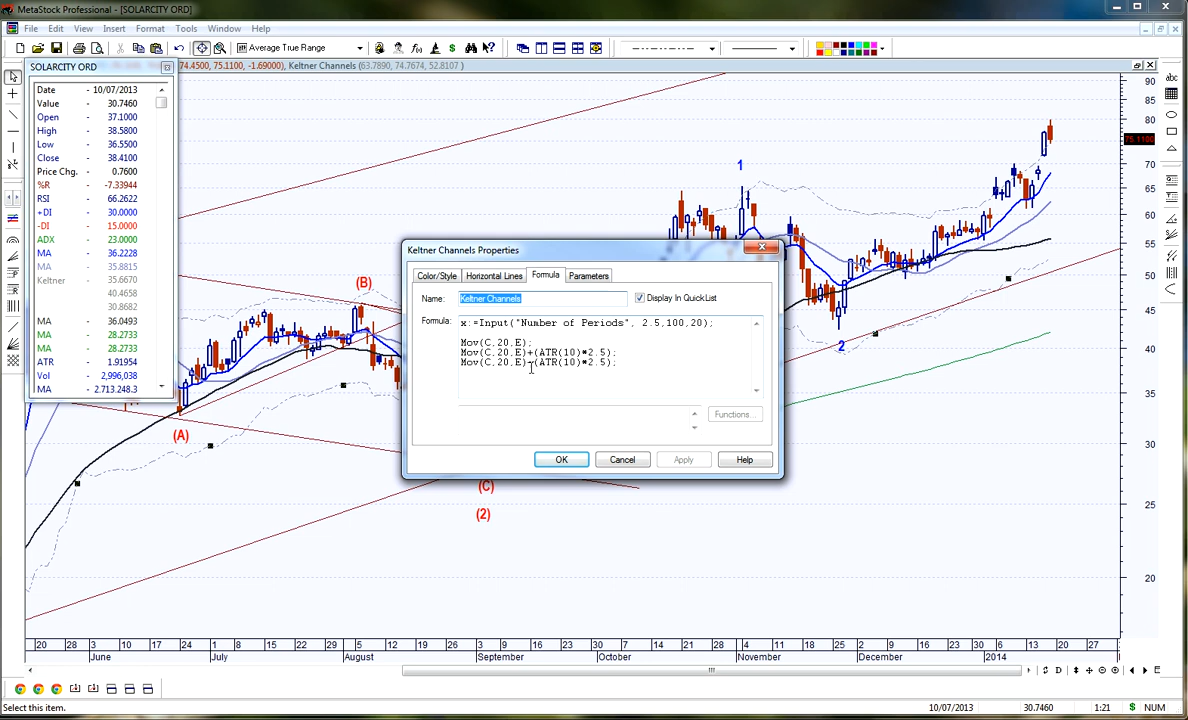 MetaStock Professional - [SOLARCITY ORD]
File Edit View Insert Format Tools Window Help
Average True Range
SOLARCITY ORD
74.4500, 75.1100, -1.69000), Keltner Channels (63.7890, 74.7674, 52.8107 )
Date - 10/07/2013
Value - 30.7460
Open - 37.1000
High - 38.5800
Low - 36.5500
Close - 38.4100
Price Chg. - 0.7600
%R - -7.33944
RSI - 66.2622
+DI - 30.0000
-DI - 15.0000
ADX - 23.0000
MA - 36.2228
MA - 35.8815
Keltner - 35.6670
40.4658
30.8682
MA - 36.0493
MA - 28.2733
MA - 28.2733
ATR - 1.91954
Vol - 2,996,038
MA - 2,713,248.3
Keltner Channels Properties
Color/Style Horizontal Lines Formula Parameters
Name: Keltner Channels Display In QuickList
Formula: x:=Input("Number of Periods", 2.5,100,20);
Mov(C,20,E);
Mov(C,20,E)+(ATR(10)*2.5);
Mov(C,20,E)-(ATR(10)*2.5);
Functions...
OK Cancel Apply Help
(A)
(B)
(C)
(2)
1
2
abc
90
85
80
75.1100
70
65
60
55
50
45
40
35
30
25
20
20 28 3 10 17 24 1 8 15 22 29 5 12 19 26 3 9 16 23 30 7 14 21 28 4 11 18 25 2 9 16 23 30 6 13 20 27
June July August September October November December 2014
Select this item.
10/07/2013 30.7460 1:21 $ NUM